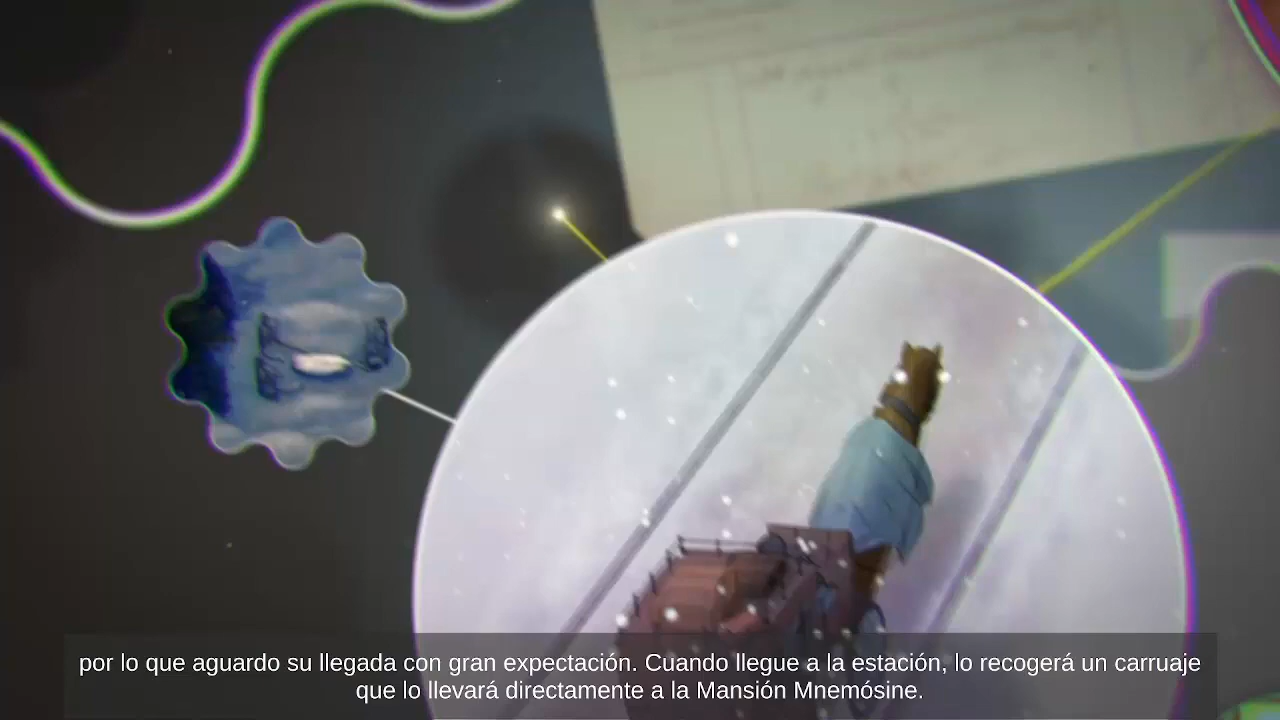 por lo que aguardo su llegada con gran expectación. Cuando llegue a la estación, lo recogerá un carruaje
que lo llevará directamente a la Mansión Mnemósine.